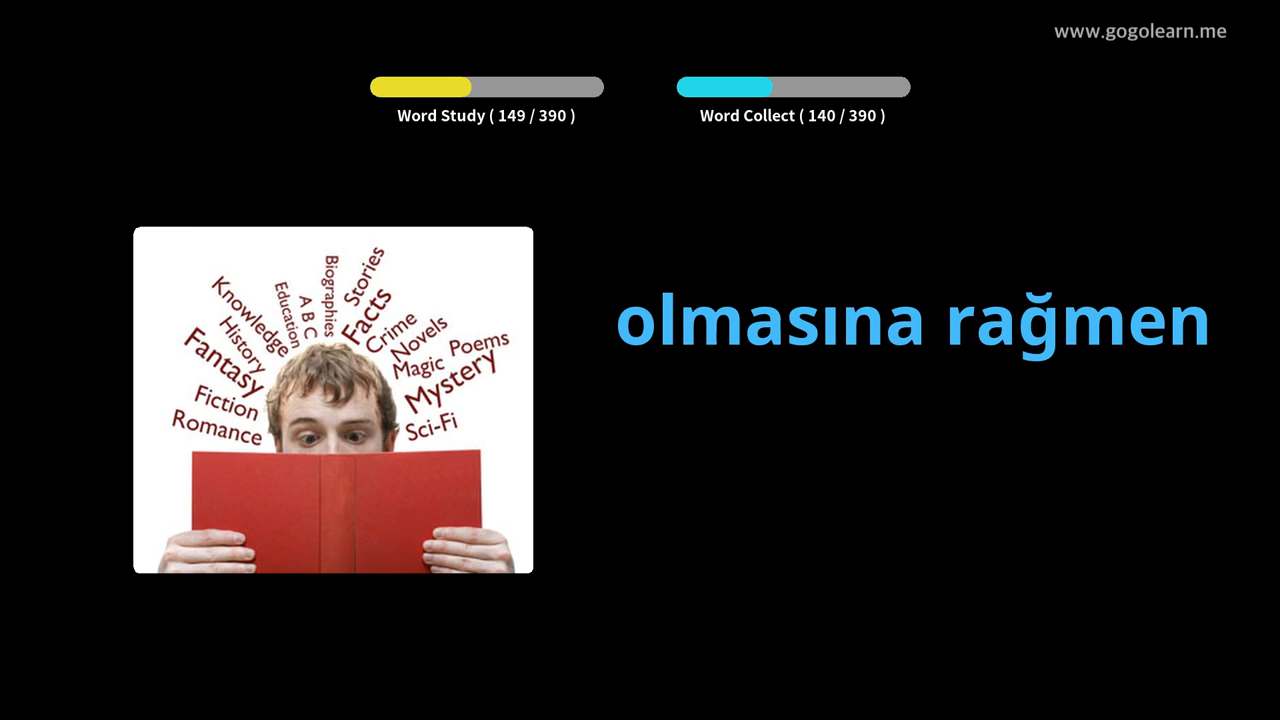 www.gogolearn.me
Word Study ( 149 / 390 )
Word Collect ( 140 / 390 )
olmasına rağmen
Knowledge
History
Fantasy
Fiction
Romance
Education
A B C
Biographies
Stories
Facts
Crime
Novels
Magic
Poems
Mystery
Sci-Fi